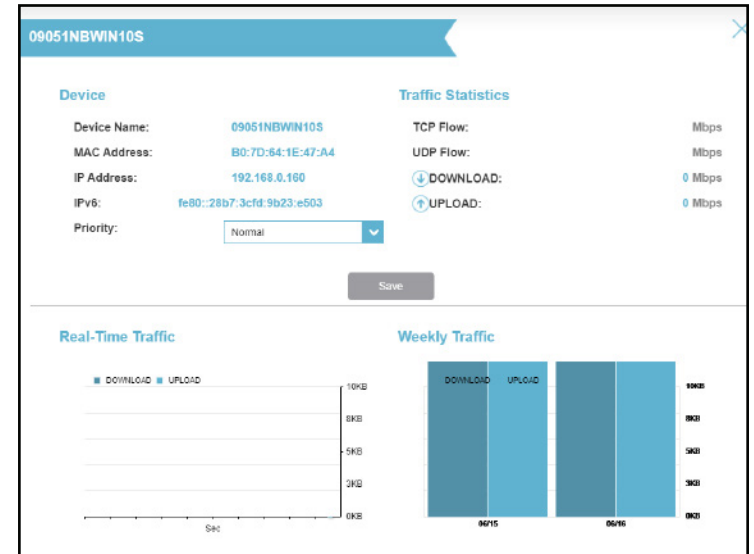 09051NBWIN10S
Device
Device Name: 09051NBWIN10S
MAC Address: B0:7D:64:1E:47:A4
IP Address: 192.168.0.160
IPv6: fe80::28b7:3cfd:9b23:e503
Priority: Normal
Traffic Statistics
TCP Flow: Mbps
UDP Flow: Mbps
DOWNLOAD: 0 Mbps
UPLOAD: 0 Mbps
Save
Real-Time Traffic
DOWNLOAD UPLOAD
10KB
8KB
5KB
3KB
0KB
Sec
Weekly Traffic
DOWNLOAD UPLOAD
10KB
8KB
5KB
3KB
0KB
06/15 06/16